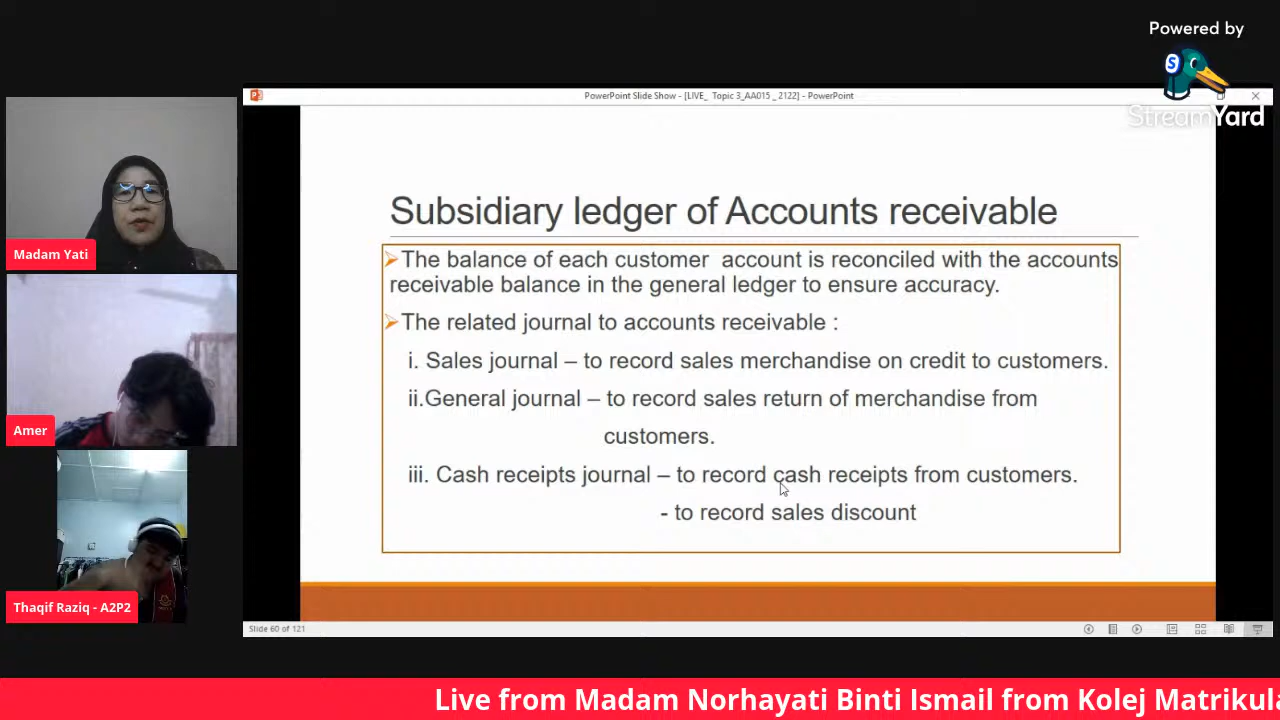 Powered by
StreamYard
PowerPoint Slide Show - [LIVE_ Topic 3_AA015 _ 2122] - PowerPoint
Subsidiary ledger of Accounts receivable
The balance of each customer account is reconciled with the accounts
receivable balance in the general ledger to ensure accuracy.
The related journal to accounts receivable :
i. Sales journal – to record sales merchandise on credit to customers.
ii.General journal – to record sales return of merchandise from
customers.
iii. Cash receipts journal – to record cash receipts from customers.
- to record sales discount
Slide 60 of 121
Madam Yati
Amer
Thaqif Raziq - A2P2
Live from Madam Norhayati Binti Ismail from Kolej Matrikula